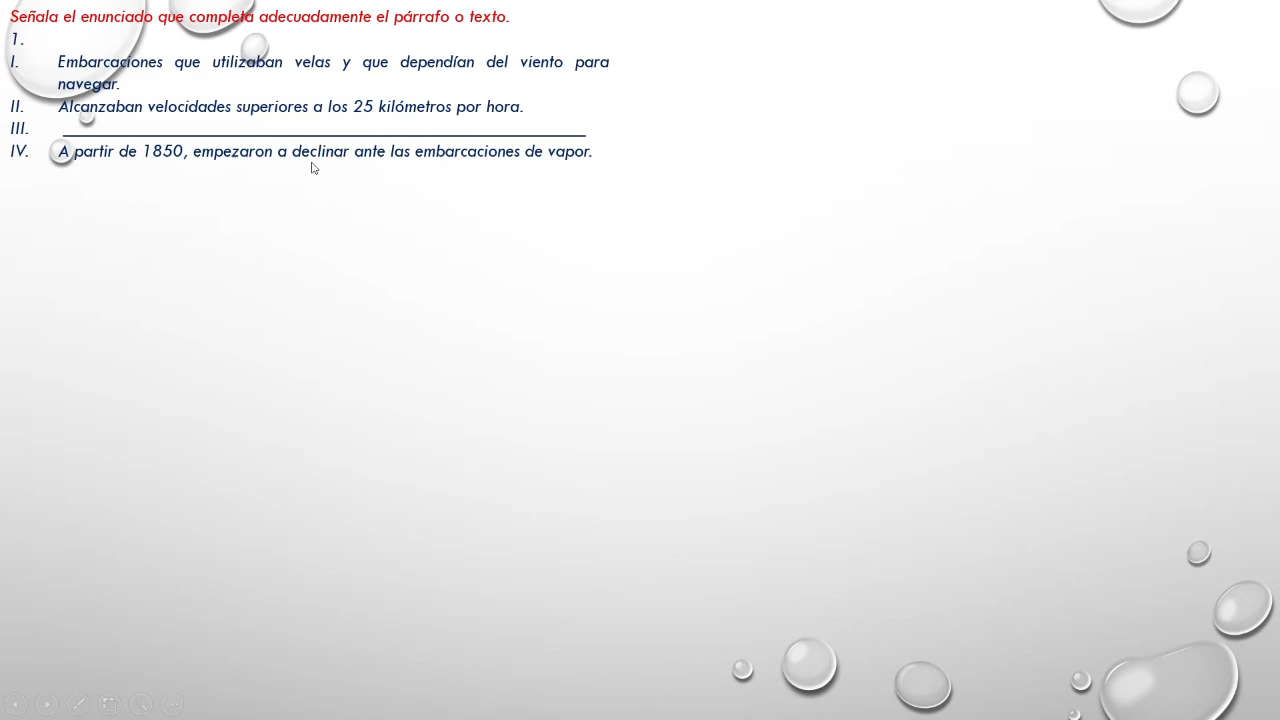 Señala el enunciado que completa adecuadamente el párrafo o texto.
1.
I. Embarcaciones que utilizaban velas y que dependían del viento para
navegar.
II. Alcanzaban velocidades superiores a los 25 kilómetros por hora.
III. ______________________________________________
IV. A partir de 1850, empezaron a declinar ante las embarcaciones de vapor.